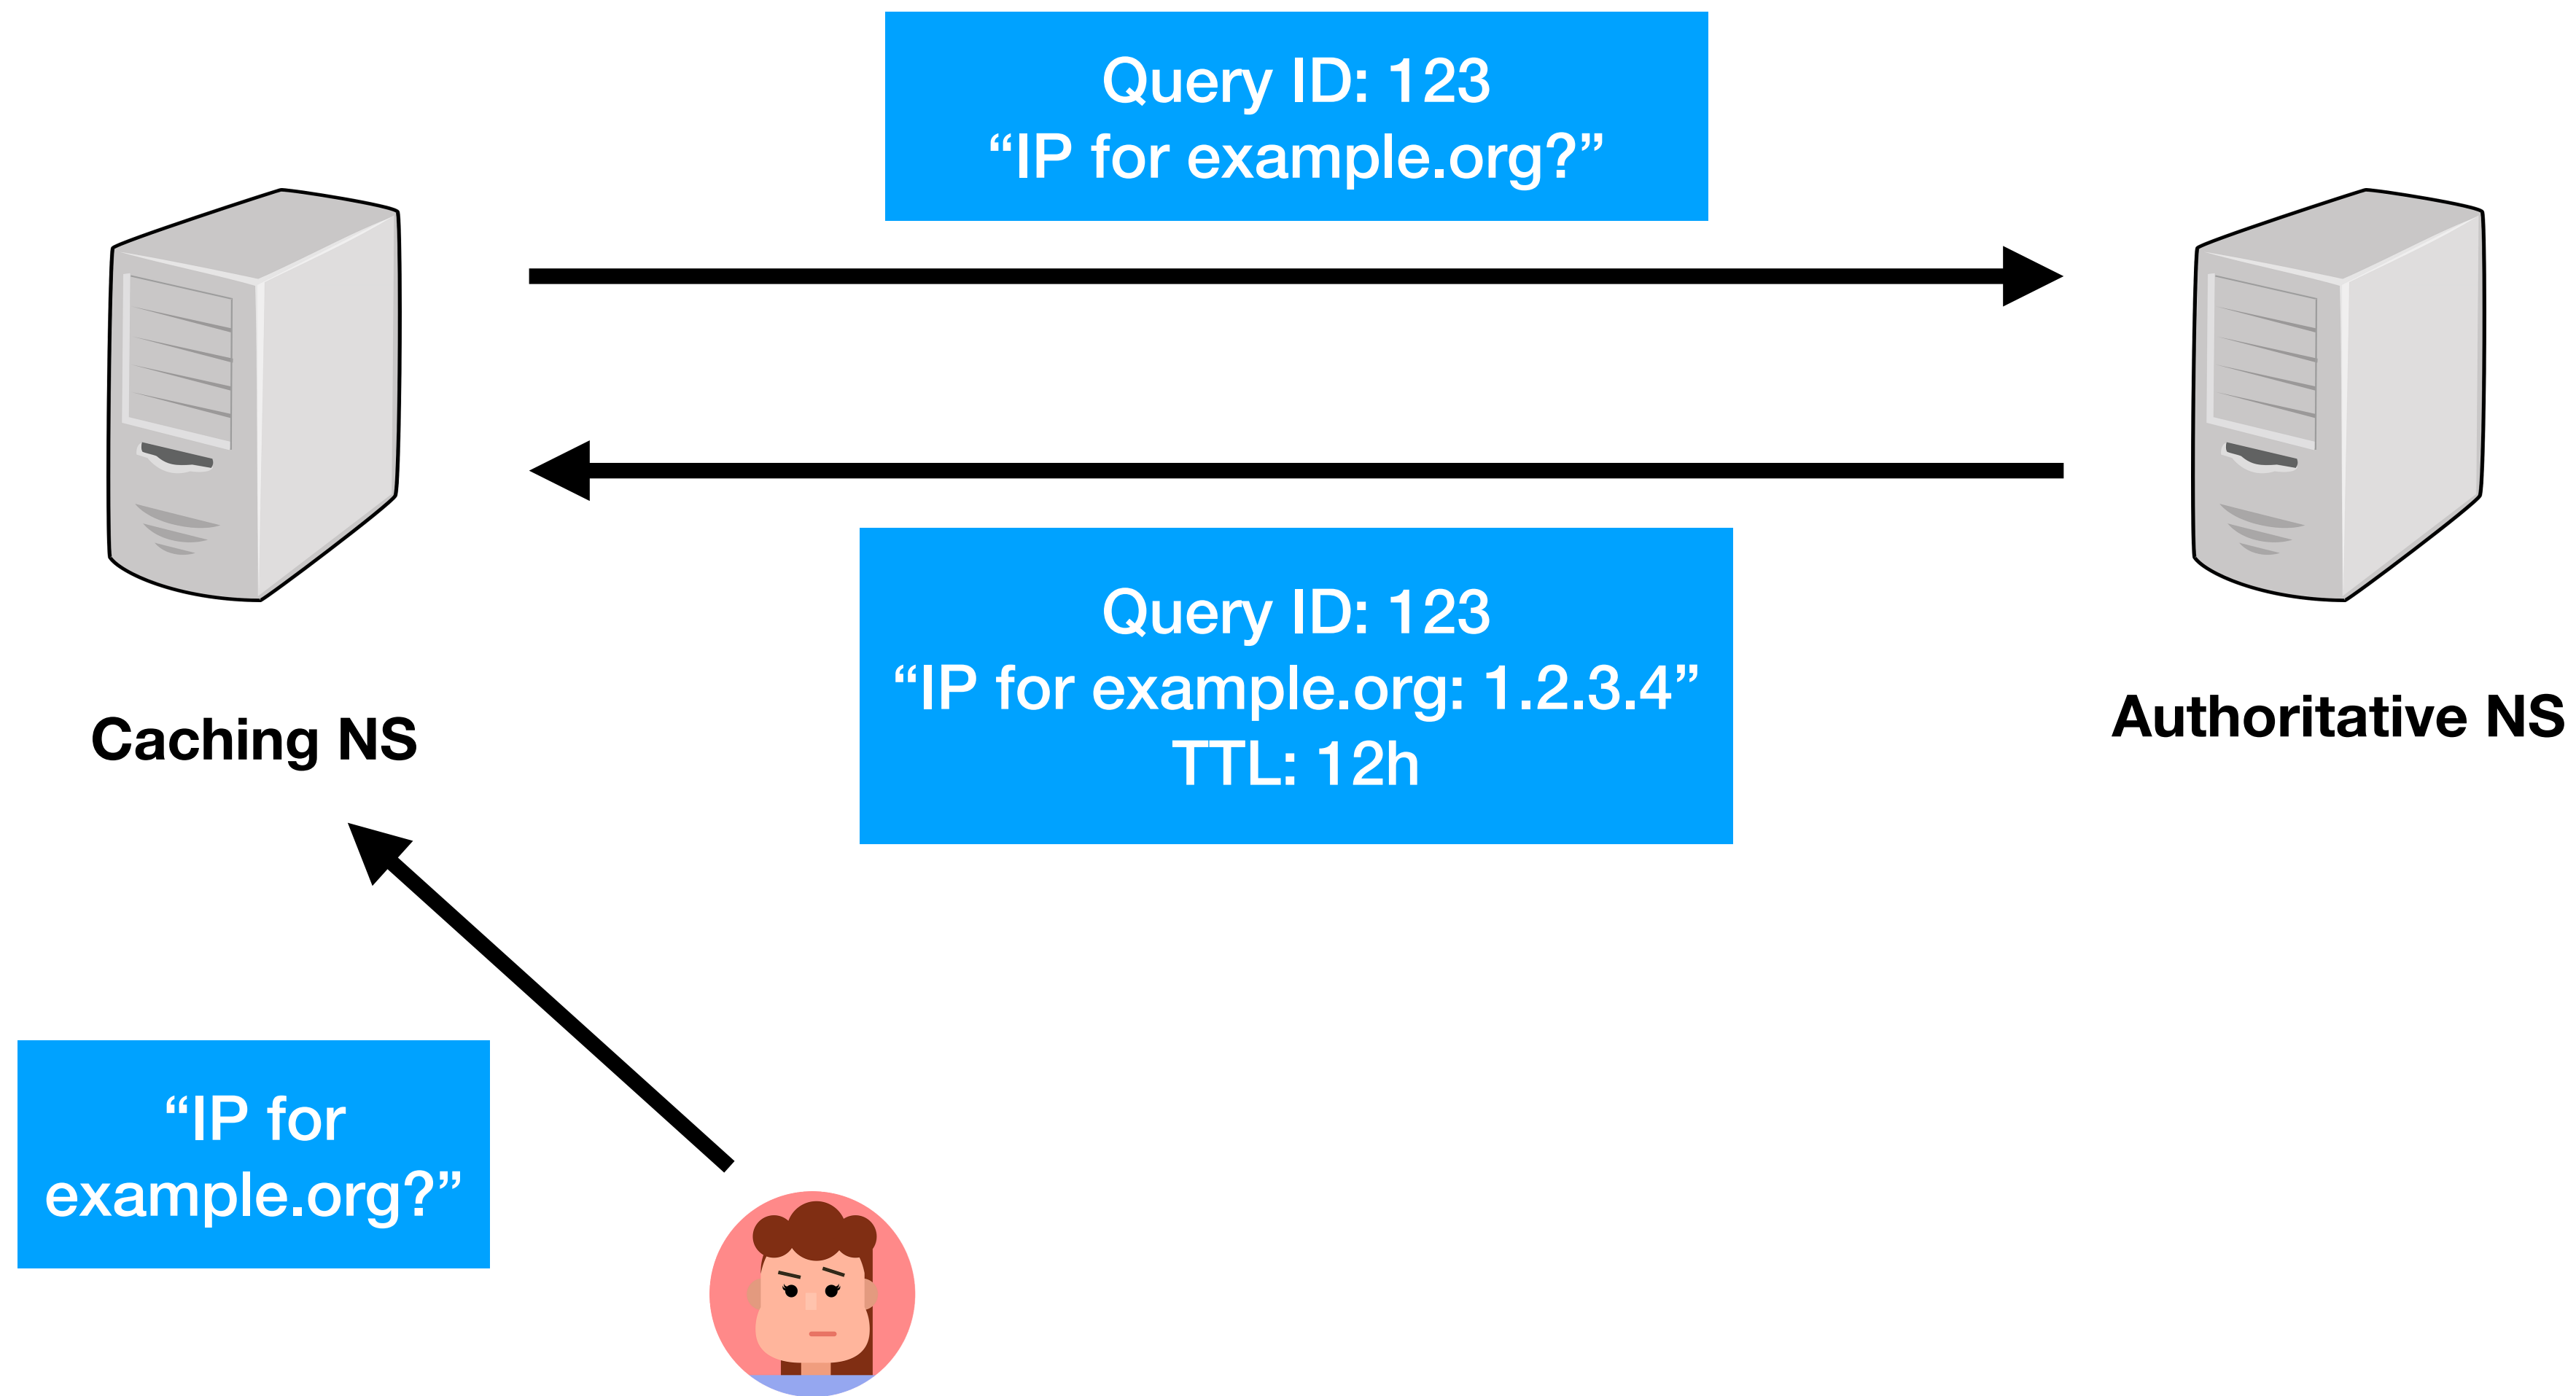 Query ID: 123
“IP for example.org?”
Query ID: 123
“IP for example.org: 1.2.3.4”
TTL: 12h
Caching NS
Authoritative NS
“IP for
example.org?”